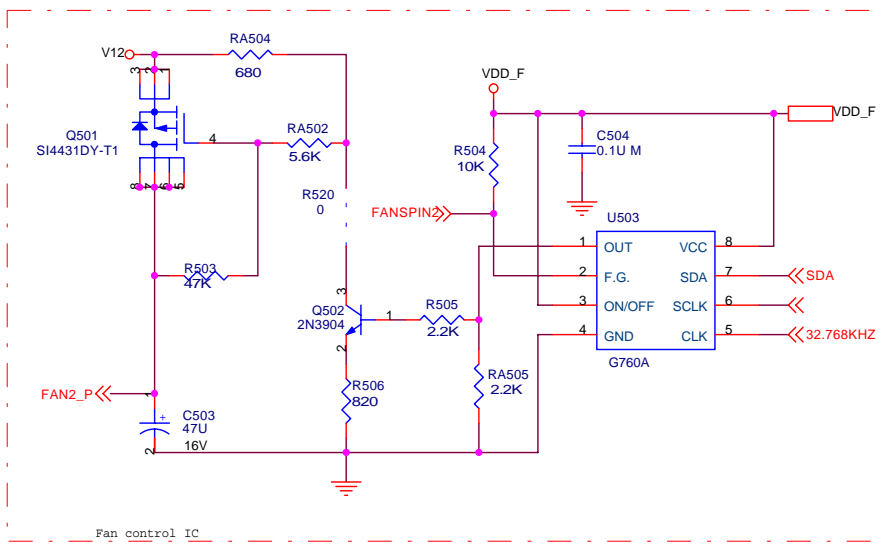 RA504
V12
680
3
2
1
Q501
SI4431DY-T1
4
RA502
5.6K
8
7
6
5
R520
0
R503
47K
VDD_F
VDD_F
R504
10K
C504
0.1U M
FANSPIN2
U503
1
OUT
VCC
8
2
F.G.
SDA
7
SDA
3
ON/OFF
SCLK
6
4
GND
CLK
5
32.768KHZ
G760A
3
Q502
2N3904
1
R505
2.2K
2
R506
820
RA505
2.2K
FAN2_P
1
+
C503
47U
2
16V
Fan control IC